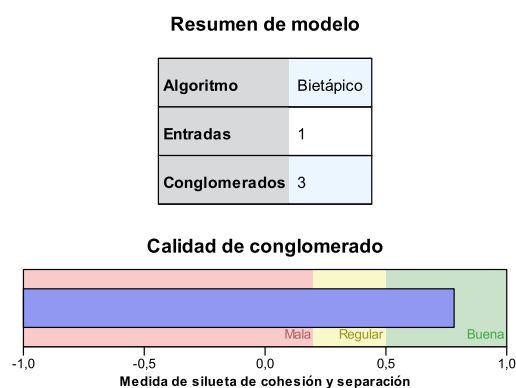 Resumen de modelo
Algoritmo Bietápico
Entradas 1
Conglomerados 3
Calidad de conglomerado
Mala Regular Buena
-1,0 -0,5 0,0 0,5 1,0
Medida de silueta de cohesión y separación